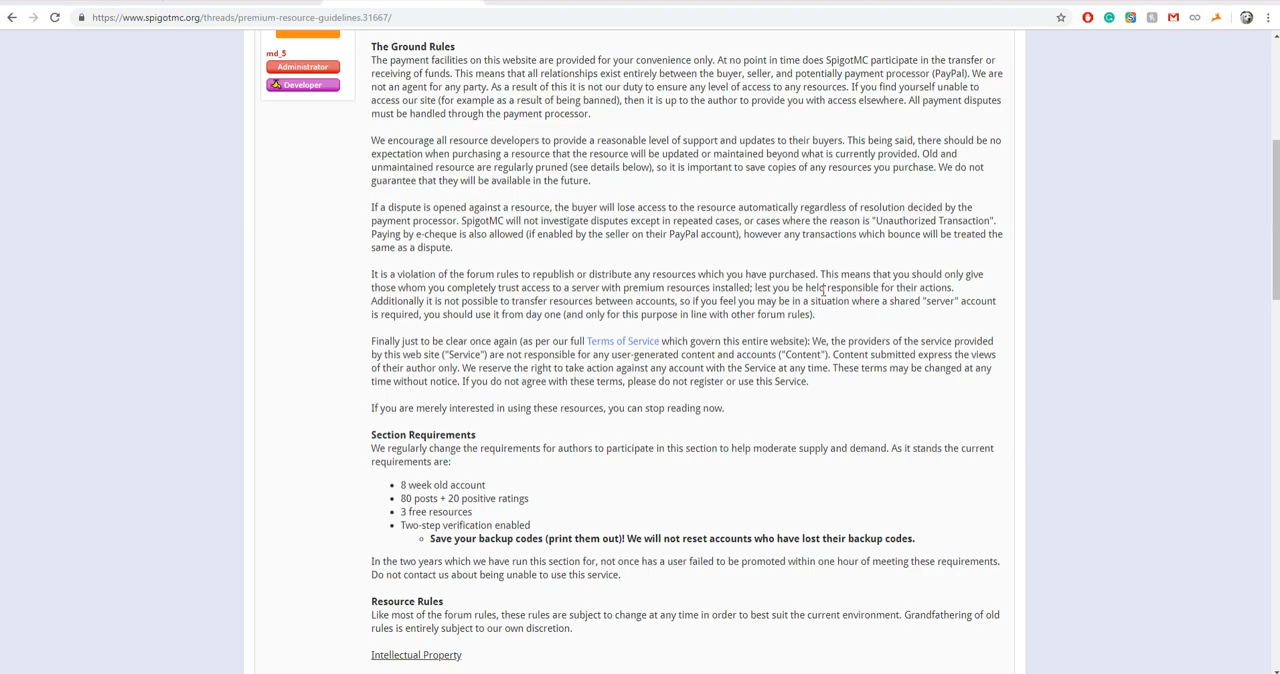 https://www.spigotmc.org/threads/premium-resource-guidelines.31667/
md_5
Administrator
Developer
The Ground Rules
The payment facilities on this website are provided for your convenience only. At no point in time does SpigotMC participate in the transfer or
receiving of funds. This means that all relationships exist entirely between the buyer, seller, and potentially payment processor (PayPal). We are
not an agent for any party. As a result of this it is not our duty to ensure any level of access to any resources. If you find yourself unable to
access our site (for example as a result of being banned), then it is up to the author to provide you with access elsewhere. All payment disputes
must be handled through the payment processor.
We encourage all resource developers to provide a reasonable level of support and updates to their buyers. This being said, there should be no
expectation when purchasing a resource that the resource will be updated or maintained beyond what is currently provided. Old and
unmaintained resource are regularly pruned (see details below), so it is important to save copies of any resources you purchase. We do not
guarantee that they will be available in the future.
If a dispute is opened against a resource, the buyer will lose access to the resource automatically regardless of resolution decided by the
payment processor. SpigotMC will not investigate disputes except in repeated cases, or cases where the reason is "Unauthorized Transaction".
Paying by e-cheque is also allowed (if enabled by the seller on their PayPal account), however any transactions which bounce will be treated the
same as a dispute.
It is a violation of the forum rules to republish or distribute any resources which you have purchased. This means that you should only give
those whom you completely trust access to a server with premium resources installed; lest you be held responsible for their actions.
Additionally it is not possible to transfer resources between accounts, so if you feel you may be in a situation where a shared "server" account
is required, you should use it from day one (and only for this purpose in line with other forum rules).
Finally just to be clear once again (as per our full Terms of Service which govern this entire website): We, the providers of the service provided
by this web site ("Service") are not responsible for any user-generated content and accounts ("Content"). Content submitted express the views
of their author only. We reserve the right to take action against any account with the Service at any time. These terms may be changed at any
time without notice. If you do not agree with these terms, please do not register or use this Service.
If you are merely interested in using these resources, you can stop reading now.
Section Requirements
We regularly change the requirements for authors to participate in this section to help moderate supply and demand. As it stands the current
requirements are:
• 8 week old account
• 80 posts + 20 positive ratings
• 3 free resources
• Two-step verification enabled
◦ Save your backup codes (print them out)! We will not reset accounts who have lost their backup codes.
In the two years which we have run this section for, not once has a user failed to be promoted within one hour of meeting these requirements.
Do not contact us about being unable to use this service.
Resource Rules
Like most of the forum rules, these rules are subject to change at any time in order to best suit the current environment. Grandfathering of old
rules is entirely subject to our own discretion.
Intellectual Property